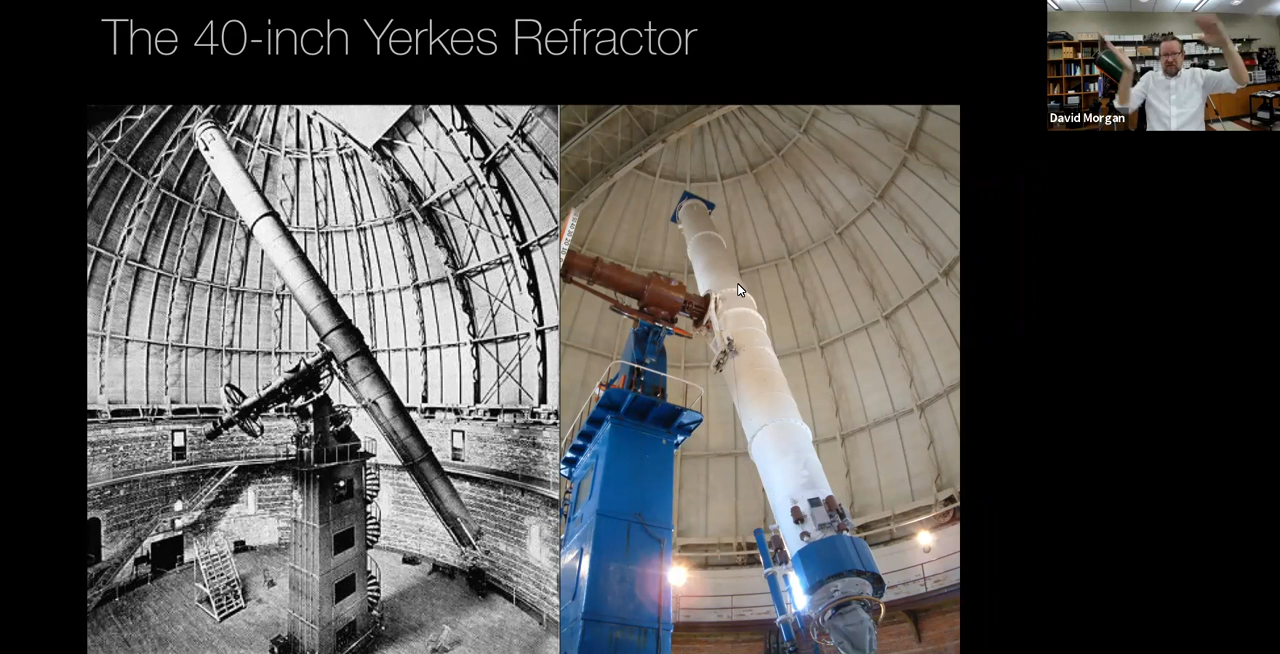 The 40-inch Yerkes Refractor
David Morgan